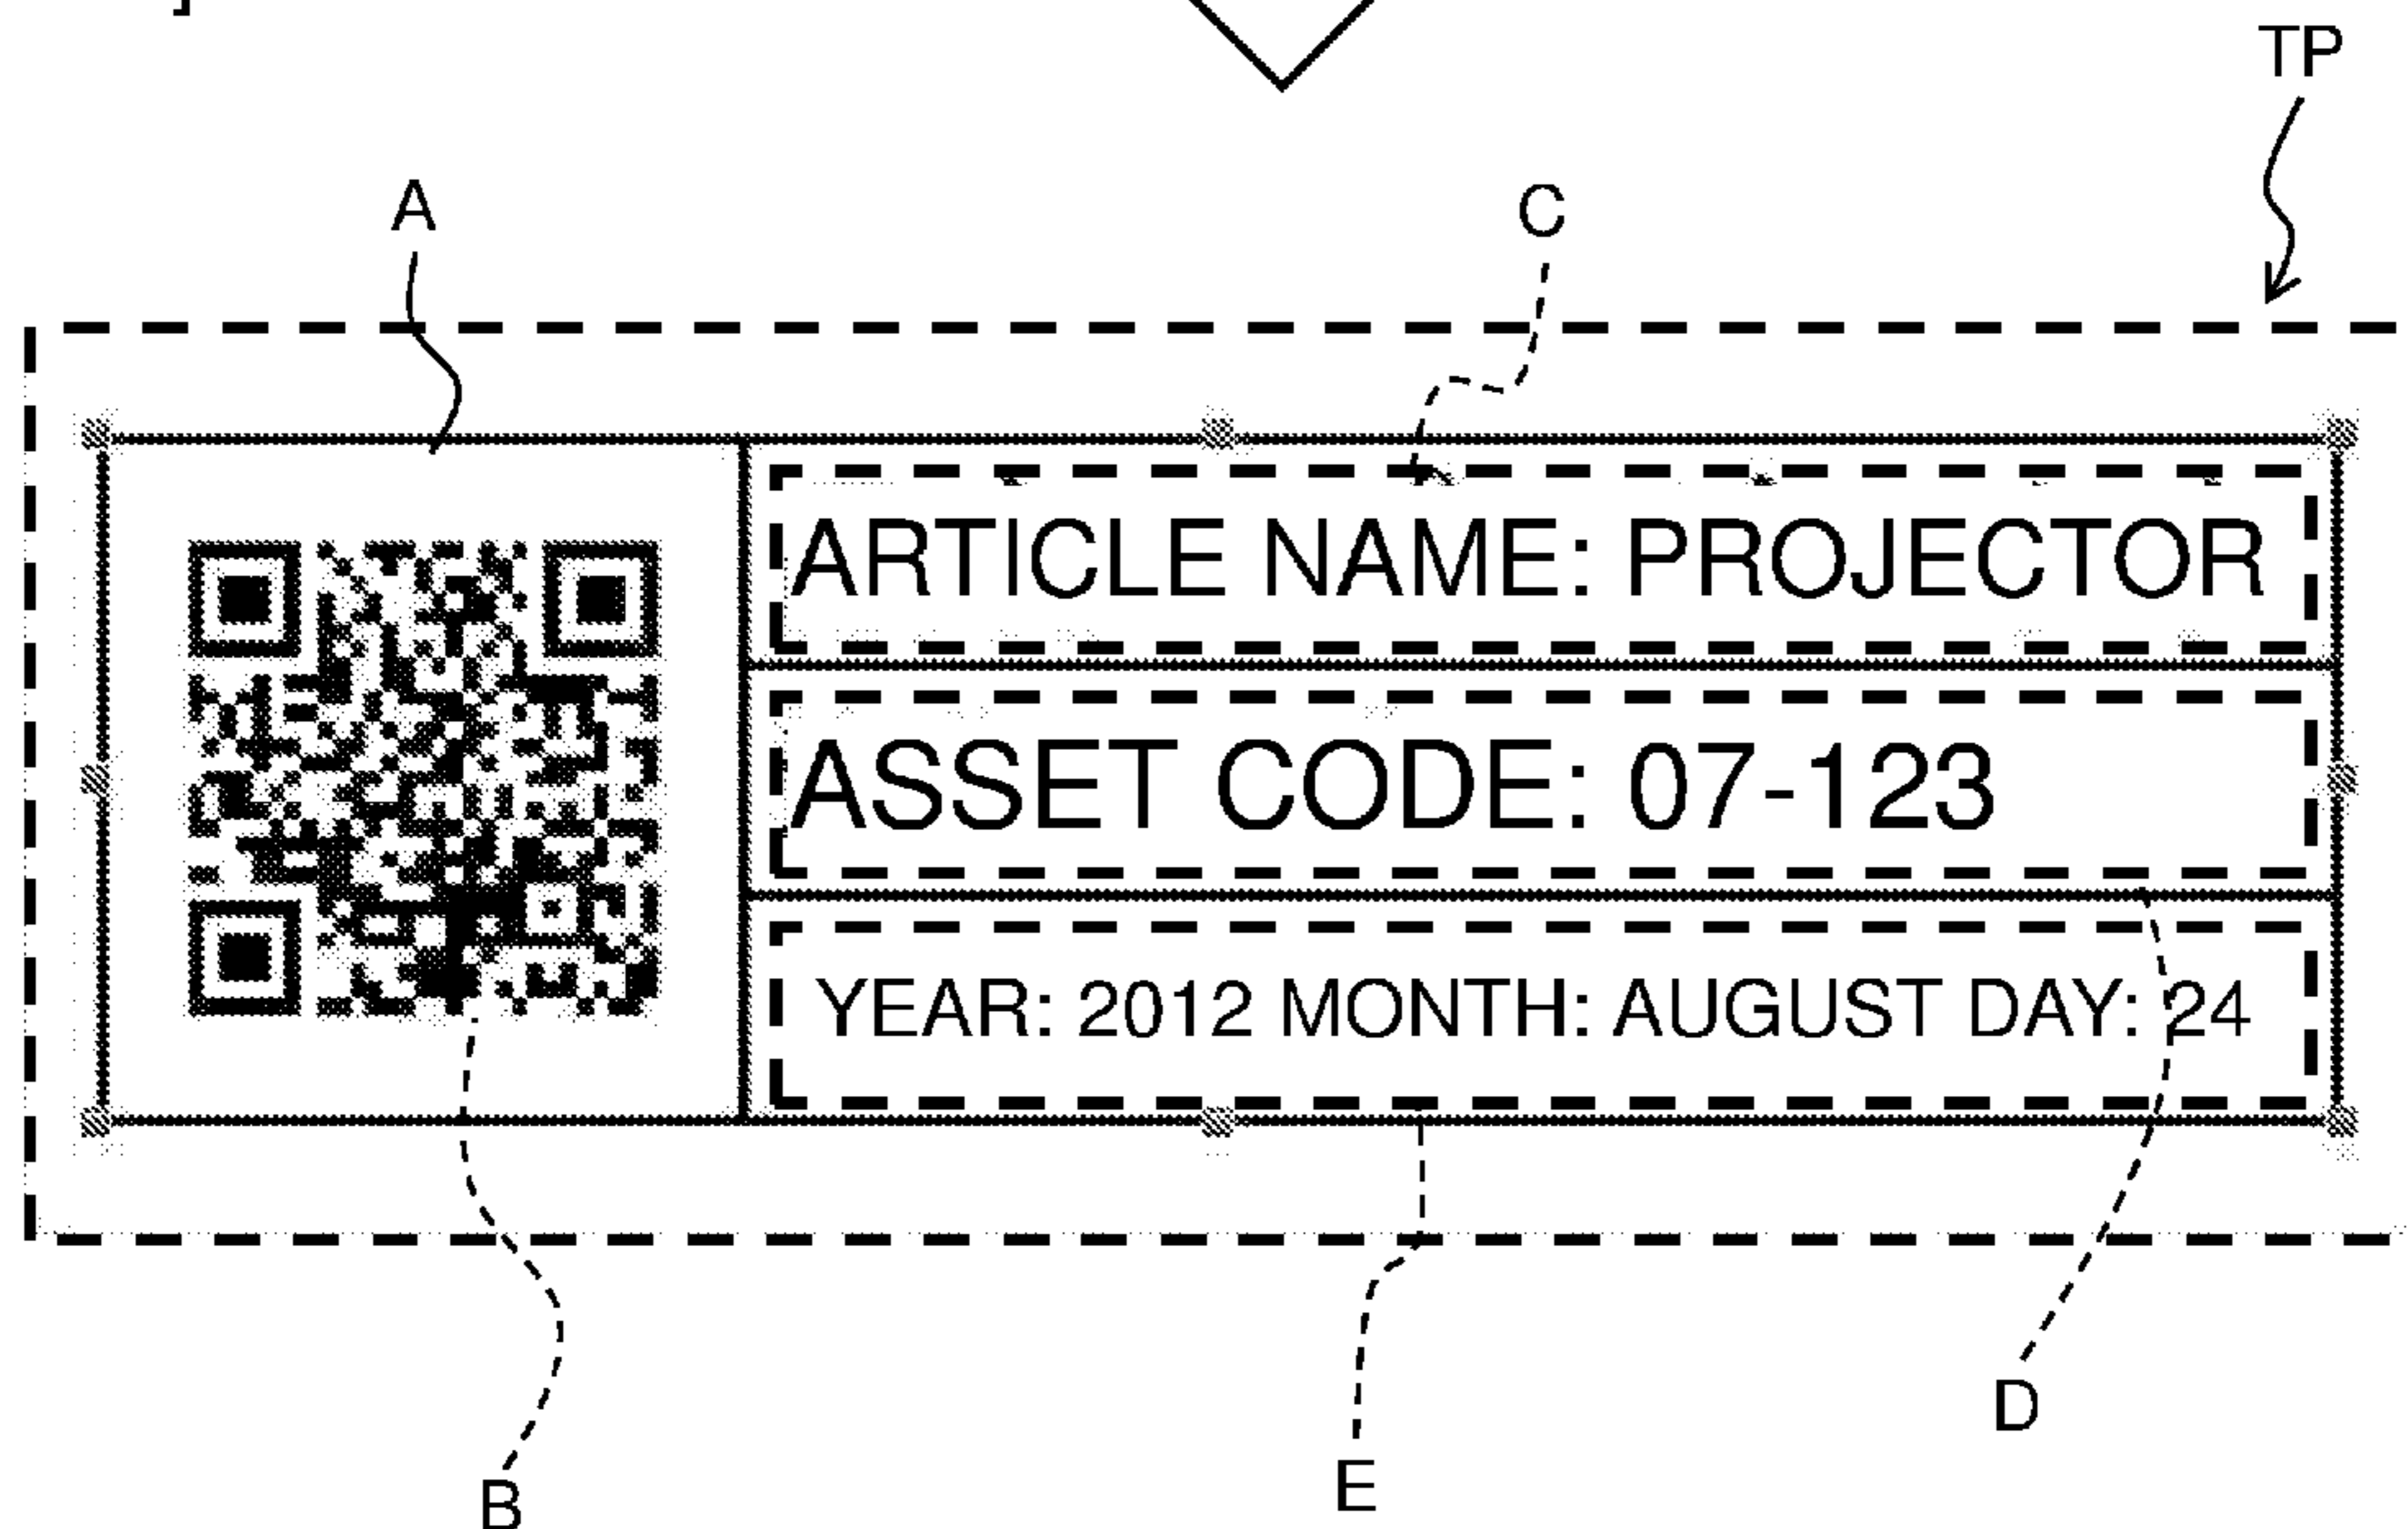 TP
A
C
ARTICLE NAME: PROJECTOR
ASSET CODE: 07-123
YEAR: 2012 MONTH: AUGUST DAY: 24
D
E
B